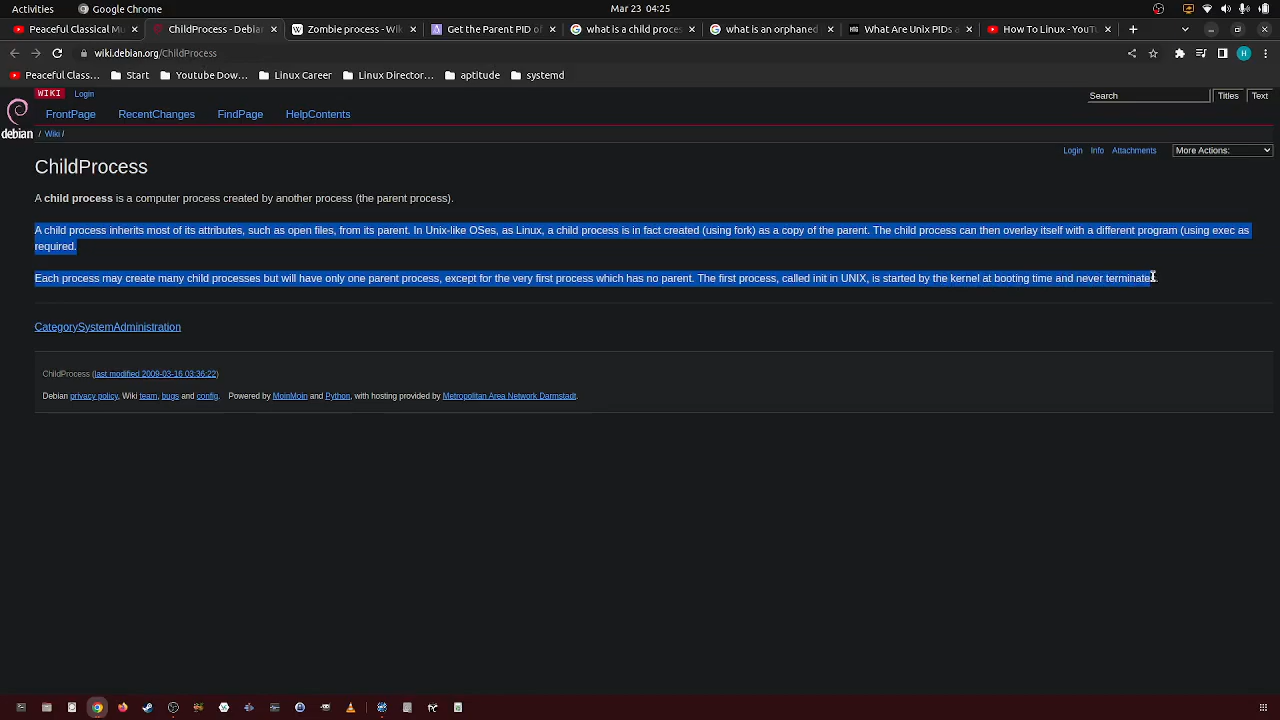 Activities
Google Chrome
Mar 23 04:25
Peaceful Classical Mu
ChildProcess - Debian
Zombie process - Wik
Get the Parent PID of
what is a child proce
what is an orphaned
What Are Unix PIDs a
How To Linux - YouTu
wiki.debian.org/ChildProcess
H
Peaceful Class…
Start
Youtube Dow…
Linux Career
Linux Director…
aptitude
systemd
WIKI
Login
Search
Titles
Text
FrontPage
RecentChanges
FindPage
HelpContents
debian
/ Wiki /
Login
Info
Attachments
More Actions:
ChildProcess
A child process is a computer process created by another process (the parent process).
A child process inherits most of its attributes, such as open files, from its parent. In Unix-like OSes, as Linux, a child process is in fact created (using fork) as a copy of the parent. The child process can then overlay itself with a different program (using exec as
required.
Each process may create many child processes but will have only one parent process, except for the very first process which has no parent. The first process, called init in UNIX, is started by the kernel at booting time and never terminates.
CategorySystemAdministration
ChildProcess (last modified 2009-03-16 03:36:22)
Debian privacy policy, Wiki team, bugs and config. Powered by MoinMoin and Python, with hosting provided by Metropolitan Area Network Darmstadt.